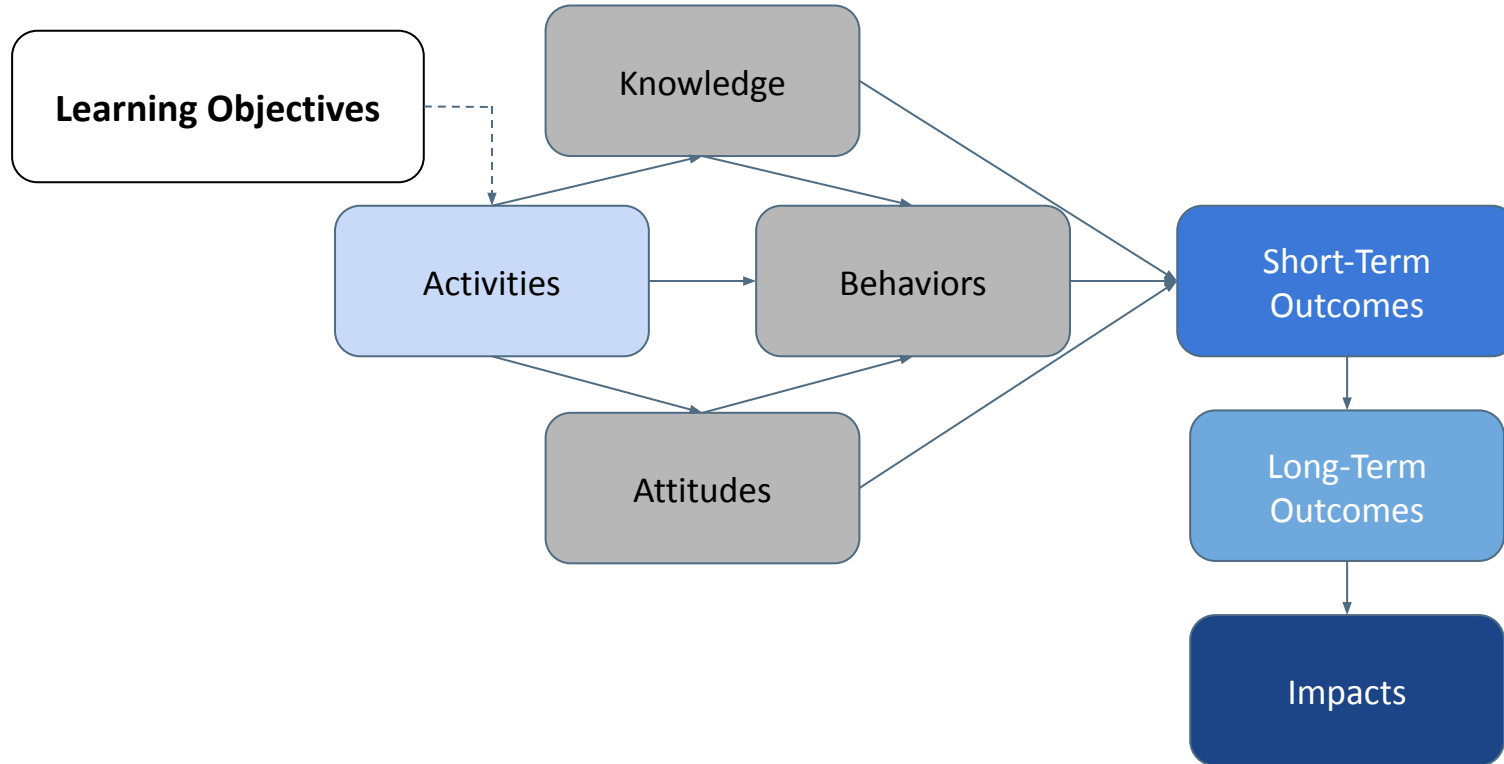 Learning Objectives
Knowledge
Activities
Behaviors
Attitudes
Short-Term
Outcomes
Long-Term
Outcomes
Impacts